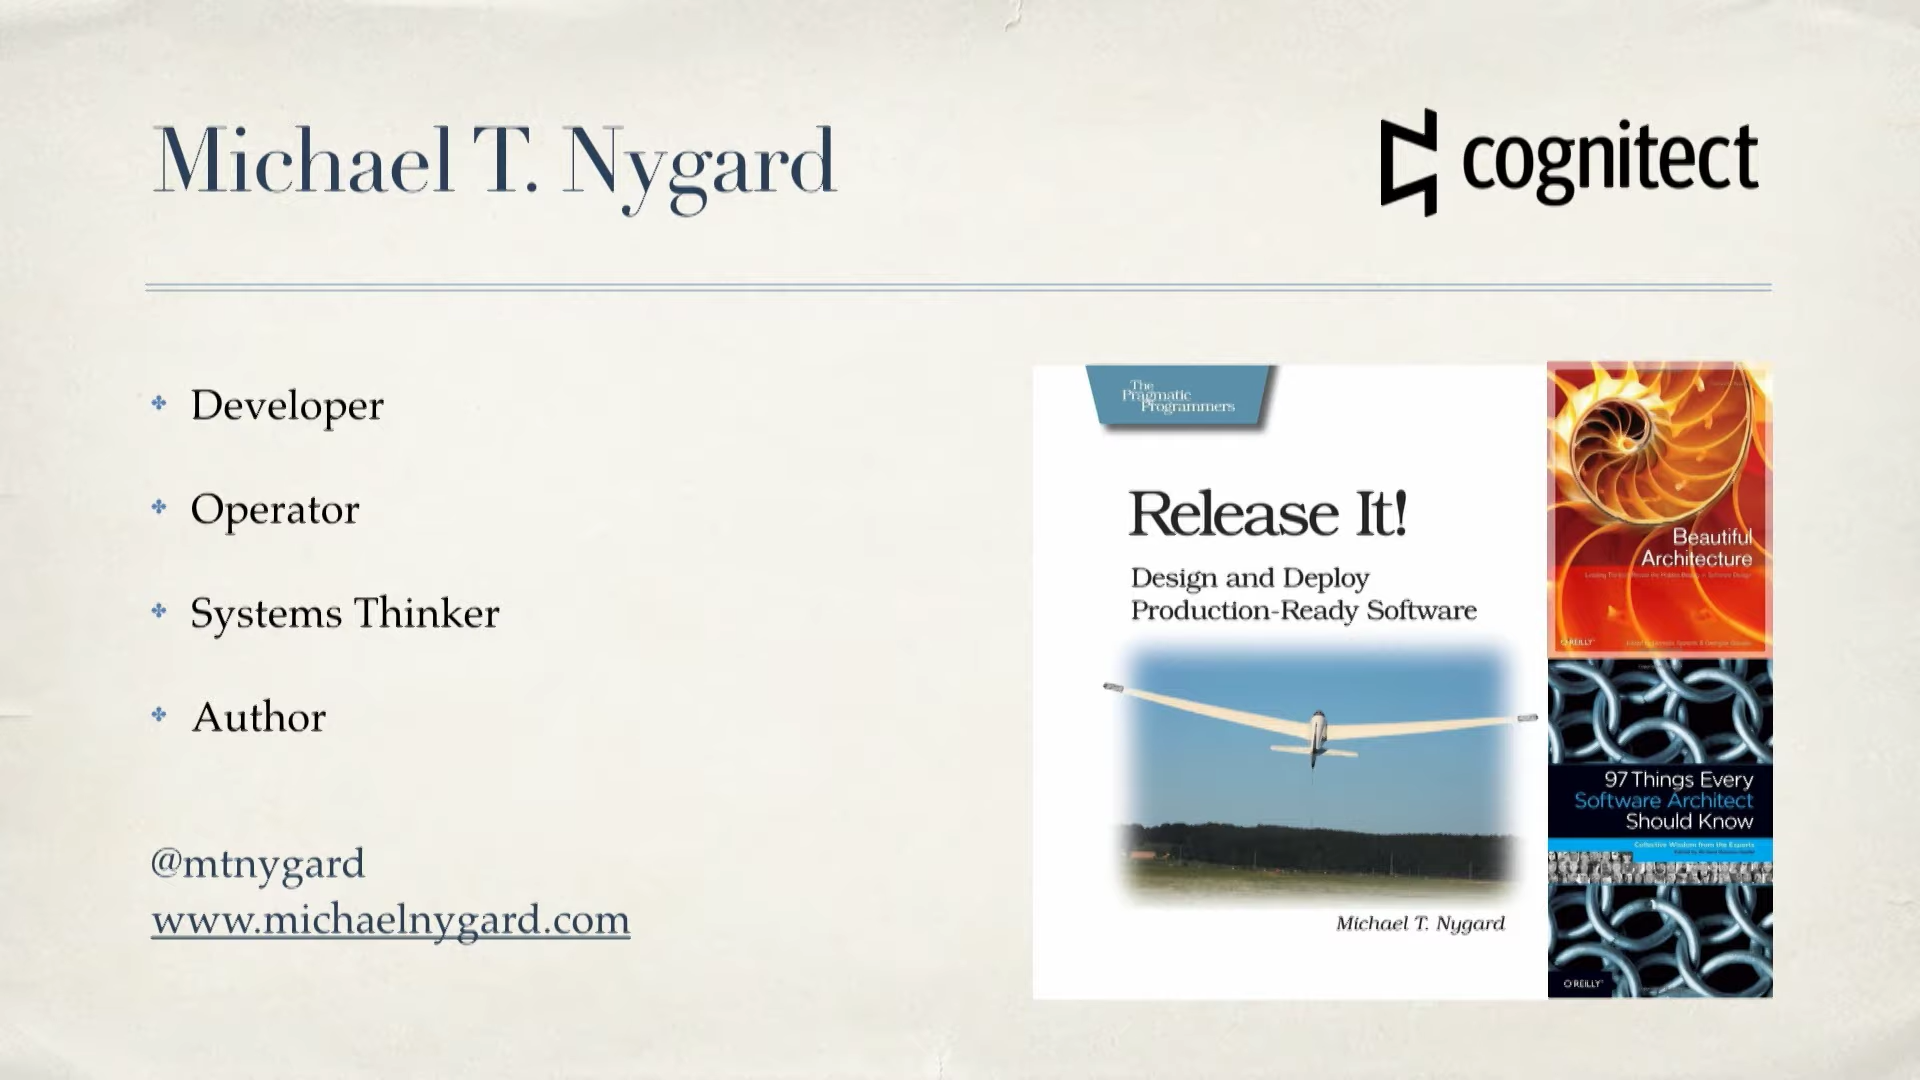 Michael T. Nygard
cognitect
Developer
Operator
Systems Thinker
Author
@mtnygard
www.michaelnygard.com
The
Pragmatic
Programmers
Release It!
Design and Deploy
Production-Ready Software
Michael T. Nygard
Beautiful
Architecture
O'REILLY
97 Things Every
Software Architect
Should Know
Collective Wisdom from the Experts
O'REILLY